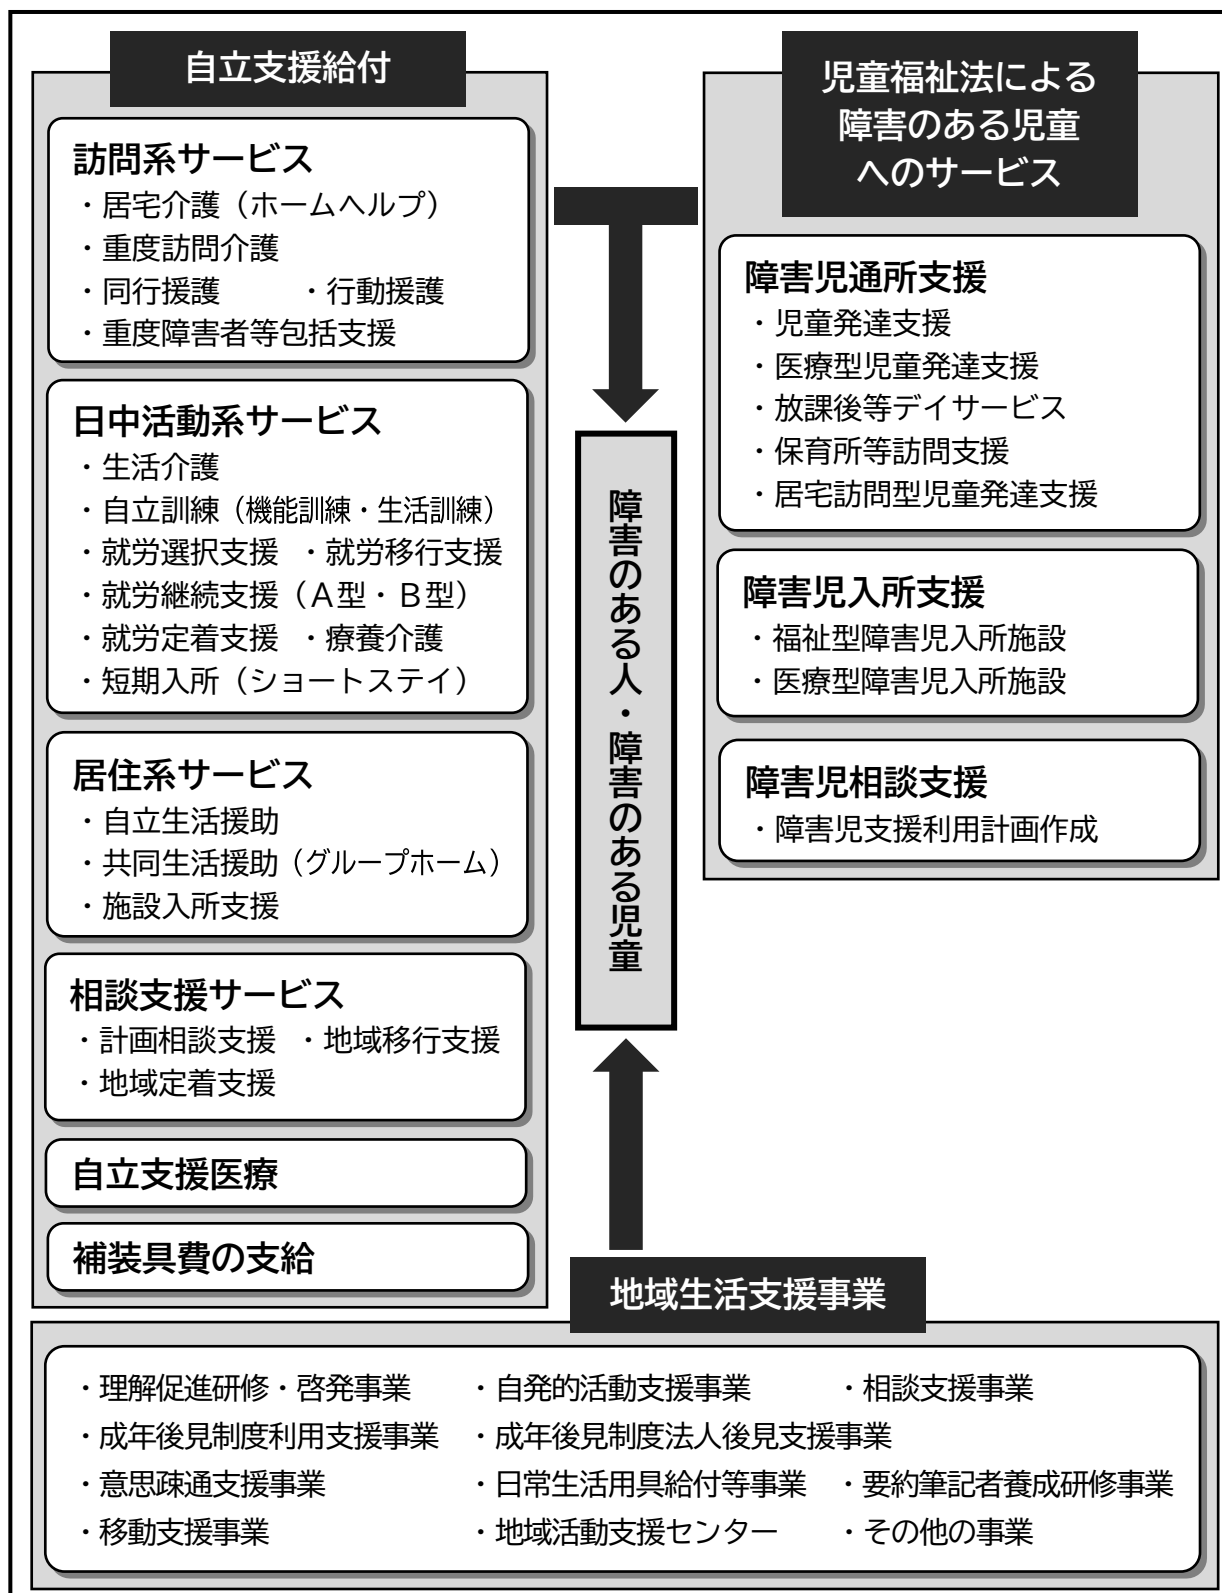 自立支援給付
訪問系サービス
・居宅介護（ホームヘルプ）
・重度訪問介護
・同行援護　・行動援護
・重度障害者等包括支援
日中活動系サービス
・生活介護
・自立訓練（機能訓練・生活訓練）
・就労選択支援　・就労移行支援
・就労継続支援（Ａ型・Ｂ型）
・就労定着支援　・療養介護
・短期入所（ショートステイ）
居住系サービス
・自立生活援助
・共同生活援助（グループホーム）
・施設入所支援
相談支援サービス
・計画相談支援　・地域移行支援
・地域定着支援
自立支援医療
補装具費の支給
障害のある人・障害のある児童
児童福祉法による
障害のある児童
へのサービス
障害児通所支援
・児童発達支援
・医療型児童発達支援
・放課後等デイサービス
・保育所等訪問支援
・居宅訪問型児童発達支援
障害児入所支援
・福祉型障害児入所施設
・医療型障害児入所施設
障害児相談支援
・障害児支援利用計画作成
地域生活支援事業
・理解促進研修・啓発事業　・自発的活動支援事業　・相談支援事業
・成年後見制度利用支援事業　・成年後見制度法人後見支援事業
・意思疎通支援事業　・日常生活用具給付等事業　・要約筆記者養成研修事業
・移動支援事業　・地域活動支援センター　・その他の事業